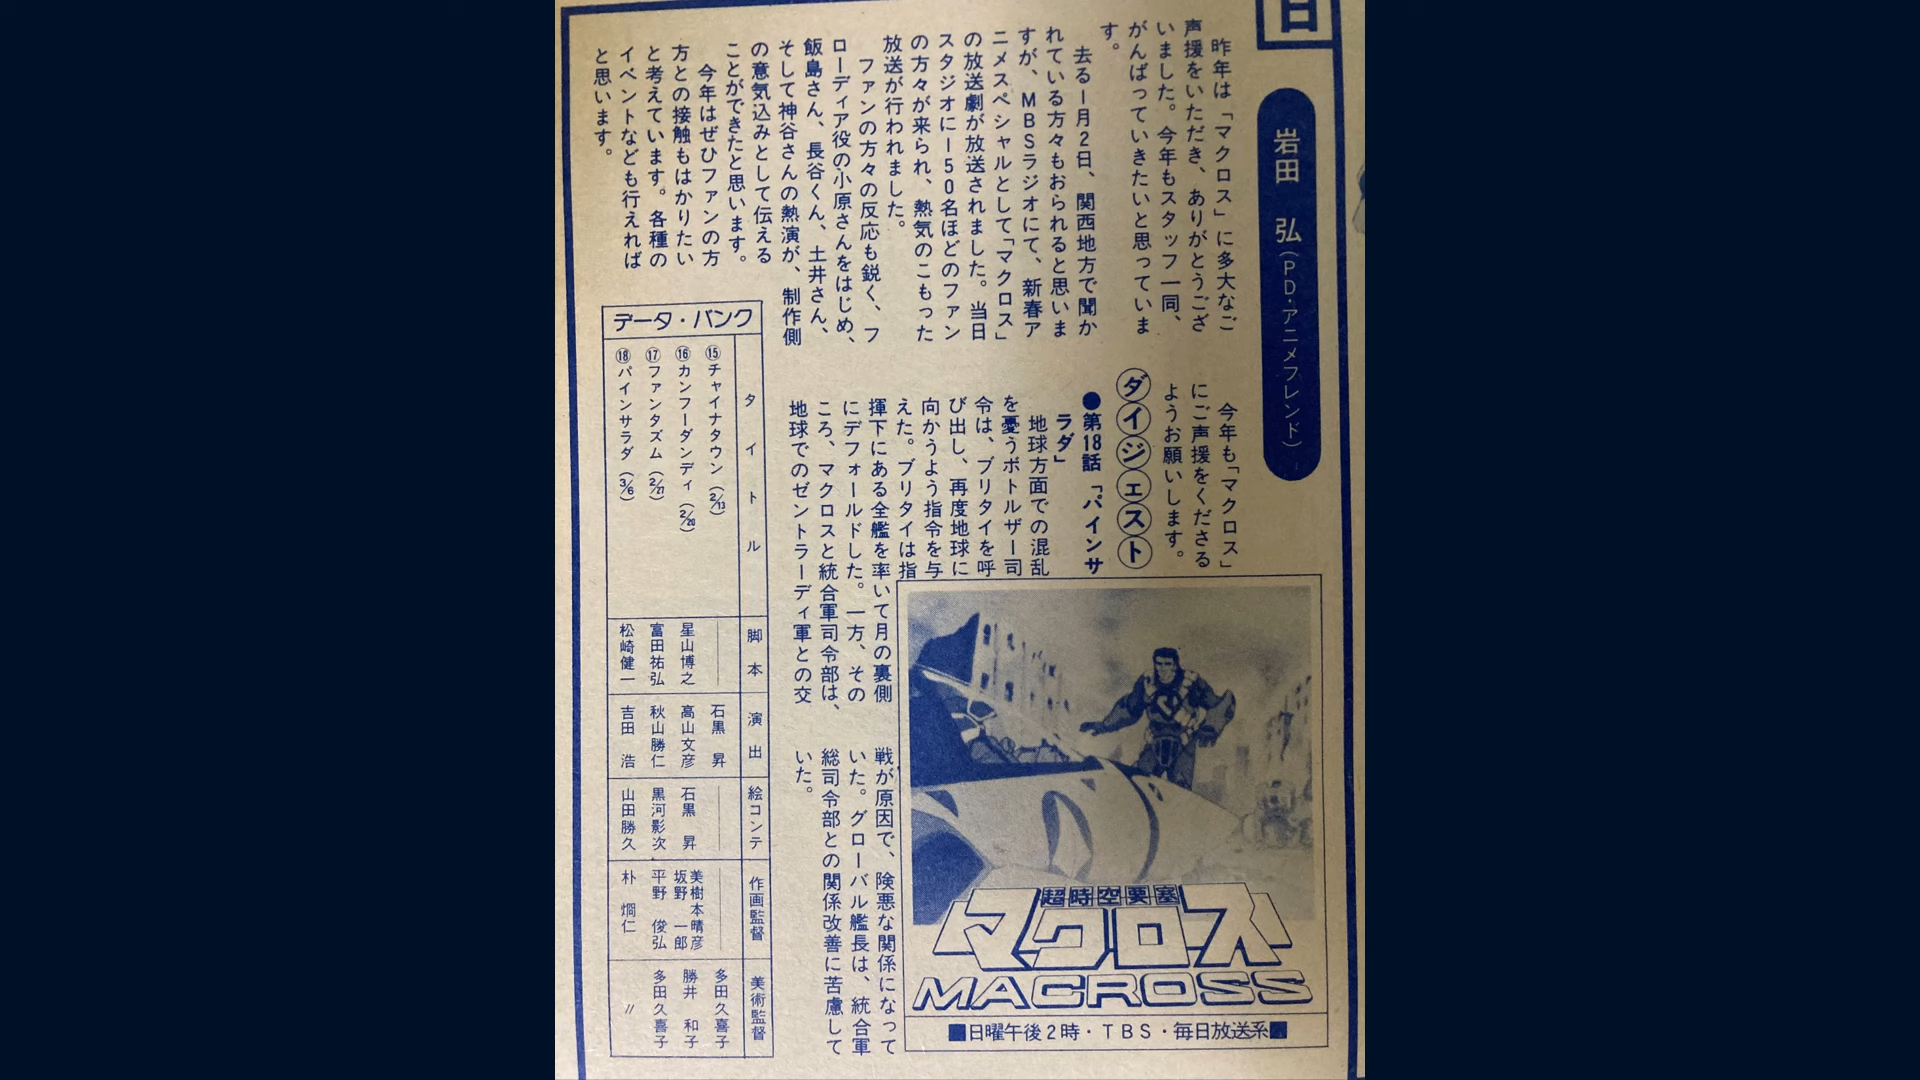 日
岩田 弘(PD・アニメフレンド)
昨年は「マクロス」に多大なご
声援をいただき、ありがとうござ
いました。今年もスタッフ一同、
がんばっていきたいと思っていま
す。
去る1月2日、関西地方で聞か
れている方々もおられると思いま
すが、MBSラジオにて、新春ア
ニメスペシャルとして「マクロス」
の放送劇が放送されました。当日
スタジオに150名ほどのファン
の方々が来られ、熱気のこもった
放送が行われました。
ファンの方々の反応も鋭く、フ
ローディア役の小原さんをはじめ、
飯島さん、長谷くん、土井さん、
そして神谷さんの熱演が、制作側
の意気込みとして伝える
ことができたと思います。
今年はぜひファンの方
方との接触もはかりたい
と考えています。各種の
イベントなども行えれば
と思います。
今年も「マクロス」
にご声援をくださる
ようお願いします。
ダイジェスト
●第18話「パインサ
ラダ」
地球方面での混乱
を憂うボトルザー司
令は、ブリタイを呼
び出し、再度地球に
向かうよう指令を与
えた。ブリタイは指
揮下にある全艦を率いて月の裏側
にデフォールドした。一方、その
ころ、マクロスと統合軍司令部は、
地球でのゼントラーディ軍との交
戦が原因で、険悪な関係になって
いた。グローバル艦長は、統合軍
総司令部との関係改善に苦慮して
いた。
超時空要塞
マクロス
MACROSS
■日曜午後2時・TBS・毎日放送系■
データ・バンク
タイトル 脚本 演出 絵コンテ 作画監督 美術監督
⑮チャイナタウン(2/13) 石黒 昇 多田久喜子
⑯カンフーダンディ(2/20) 星山博之 高山文彦 石黒 昇 美樹本晴彦 坂野一郎 勝井和子
⑰ファンタズム(2/27) 富田祐弘 秋山勝仁 黒河影次 平野俊弘 多田久喜子
⑱パインサラダ(3/6) 松崎健一 吉田 浩 山田勝久 朴 燗仁 〃